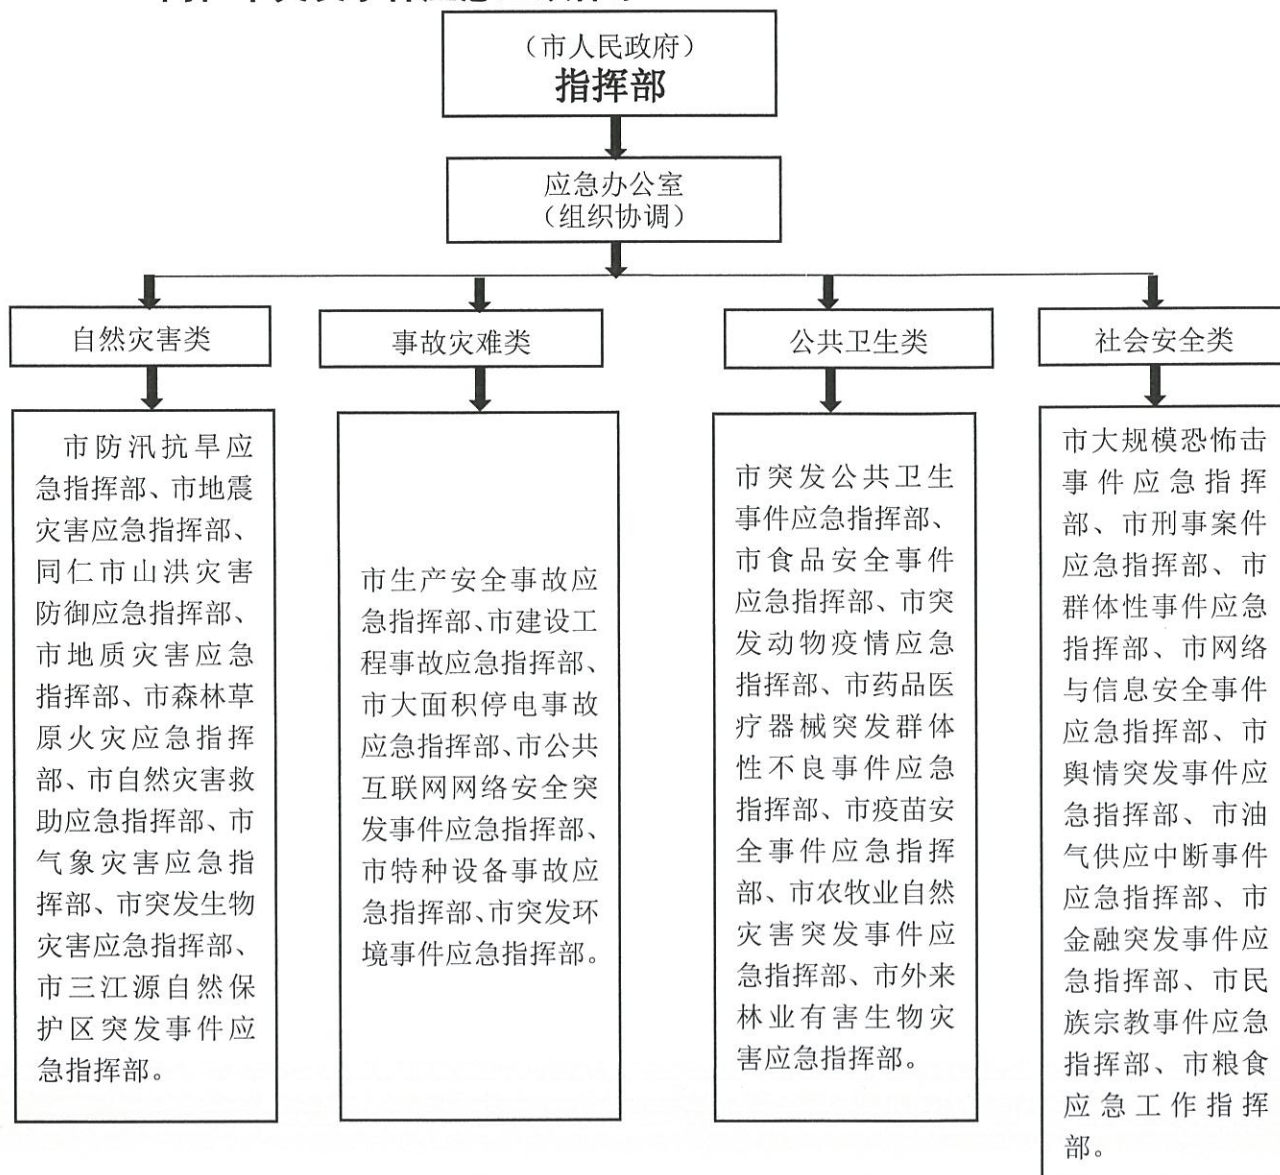 （市人民政府）
指挥部
应急办公室
（组织协调）
自然灾害类
事故灾难类
公共卫生类
社会安全类
市防汛抗旱应
急指挥部、市地震
灾害应急指挥部、
同仁市山洪灾害
防御应急指挥部、
市地质灾害应急
指挥部、市森林草
原火灾应急指挥
部、市自然灾害救
助应急指挥部、市
气象灾害应急指
挥部、市突发生物
灾害应急指挥部、
市三江源自然保
护区突发事件应
急指挥部。
市生产安全事故应
急指挥部、市建设工
程事故应急指挥部、
市大面积停电事故
应急指挥部、市公共
互联网网络安全突
发事件应急指挥部、
市特种设备事故应
急指挥部、市突发环
境事件应急指挥部。
市突发公共卫生
事件应急指挥部、
市食品安全事件
应急指挥部、市突
发动物疫情应急
指挥部、市药品医
疗器械突发群体
性不良事件应急
指挥部、市疫苗安
全事件应急指挥
部、市农牧业自然
灾害突发事件应
急指挥部、市外来
林业有害生物灾
害应急指挥部。
市大规模恐怖击
事件应急指挥
部、市刑事案件
应急指挥部、市
群体性事件应急
指挥部、市网络
与信息安全事件
应急指挥部、市
舆情突发事件应
急指挥部、市油
气供应中断事件
应急指挥部、市
金融突发事件应
急指挥部、市民
族宗教事件应急
指挥部、市粮食
应急工作指挥
部。